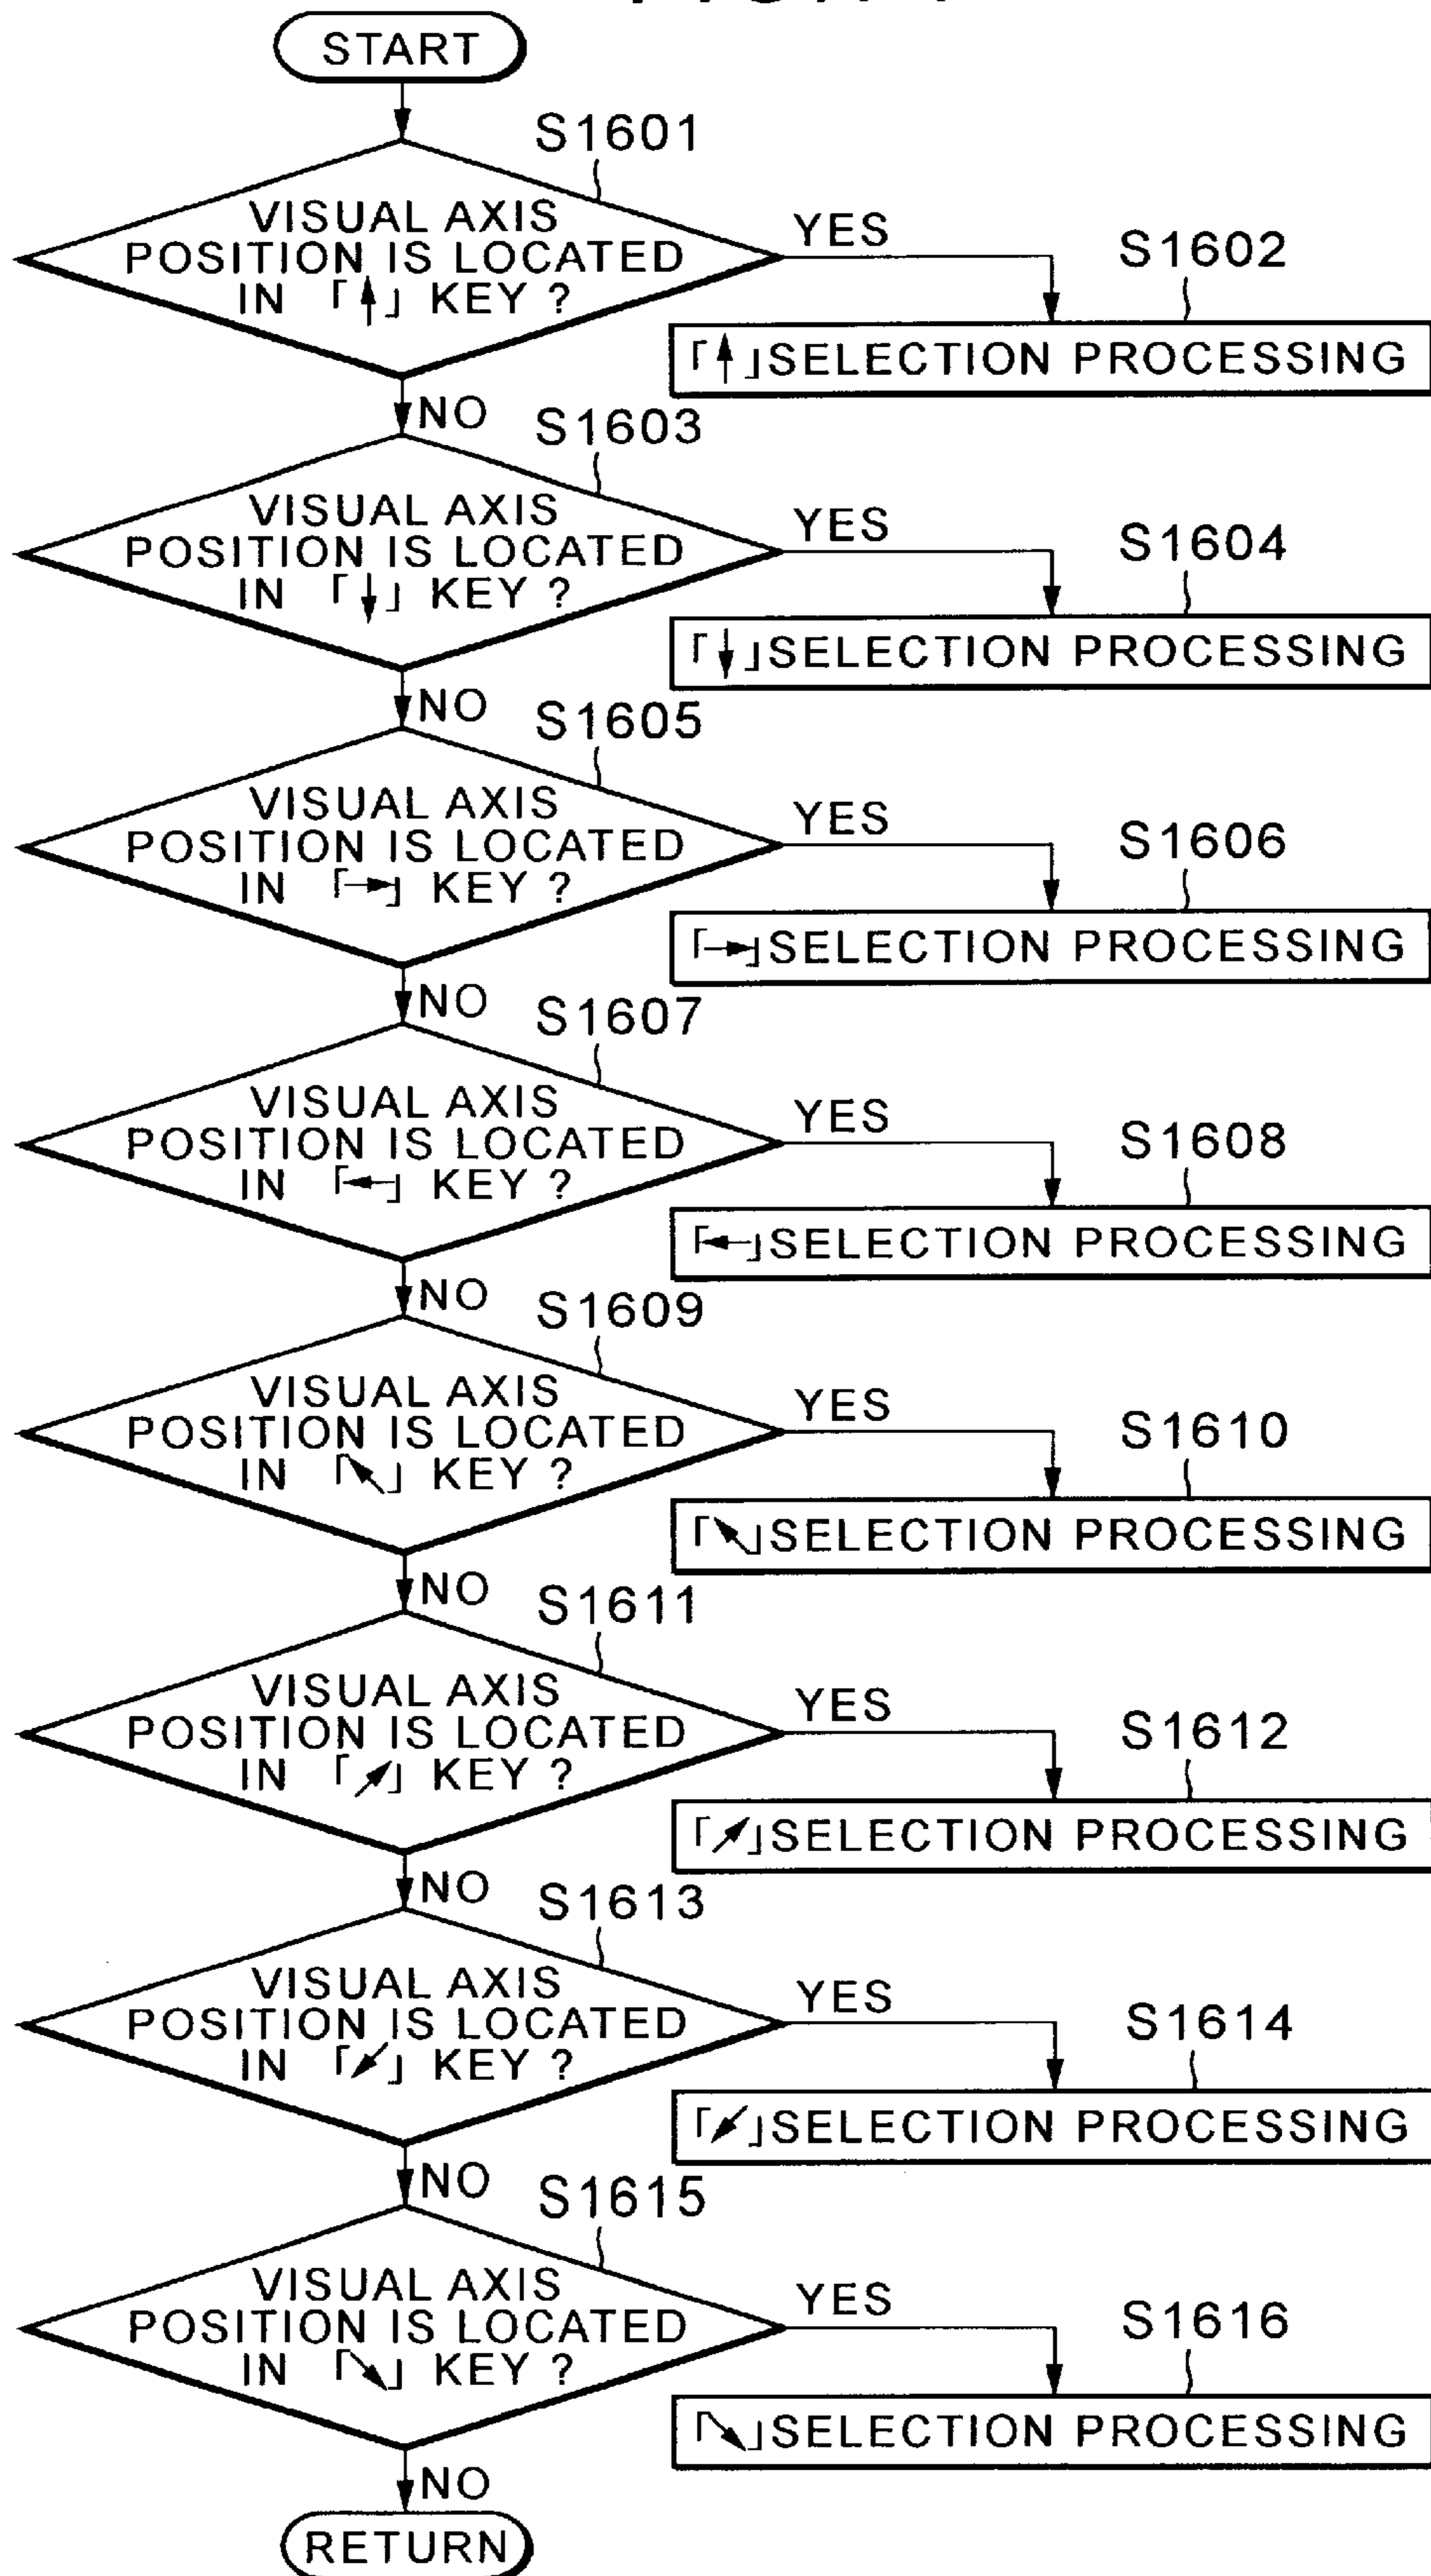 START
S1601
VISUAL AXIS
POSITION IS LOCATED
IN 「↑」 KEY ?
YES
S1602
「↑」SELECTION PROCESSING
NO
S1603
VISUAL AXIS
POSITION IS LOCATED
IN 「↓」 KEY ?
YES
S1604
「↓」SELECTION PROCESSING
NO
S1605
VISUAL AXIS
POSITION IS LOCATED
IN 「→」 KEY ?
YES
S1606
「→」SELECTION PROCESSING
NO
S1607
VISUAL AXIS
POSITION IS LOCATED
IN 「←」 KEY ?
YES
S1608
「←」SELECTION PROCESSING
NO
S1609
VISUAL AXIS
POSITION IS LOCATED
IN 「↖」 KEY ?
YES
S1610
「↖」SELECTION PROCESSING
NO
S1611
VISUAL AXIS
POSITION IS LOCATED
IN 「↗」 KEY ?
YES
S1612
「↗」SELECTION PROCESSING
NO
S1613
VISUAL AXIS
POSITION IS LOCATED
IN 「↙」 KEY ?
YES
S1614
「↙」SELECTION PROCESSING
NO
S1615
VISUAL AXIS
POSITION IS LOCATED
IN 「↘」 KEY ?
YES
S1616
「↘」SELECTION PROCESSING
NO
RETURN